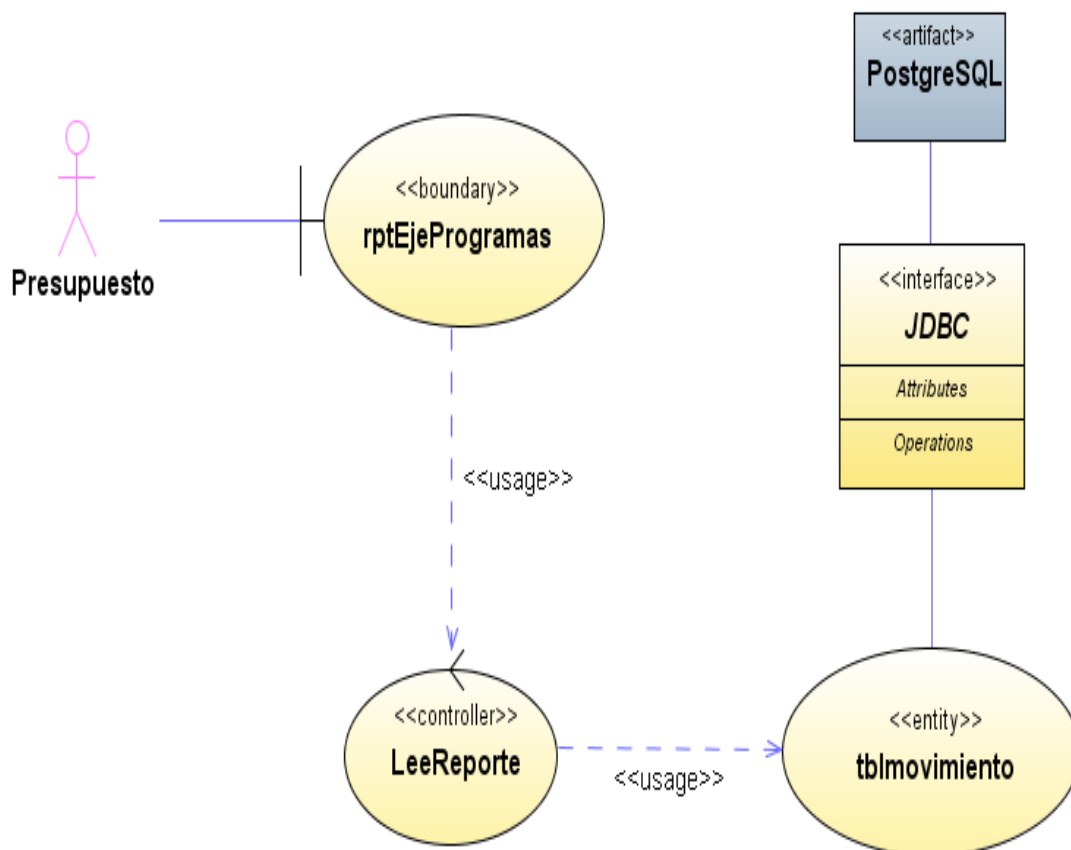 <<artifact>>
PostgreSQL
<<boundary>>
rptEjeProgramas
Presupuesto
<<interface>>
JDBC
Attributes
Operations
<<usage>>
<<controller>>
LeeReporte
<<usage>>
<<entity>>
tblmovimiento